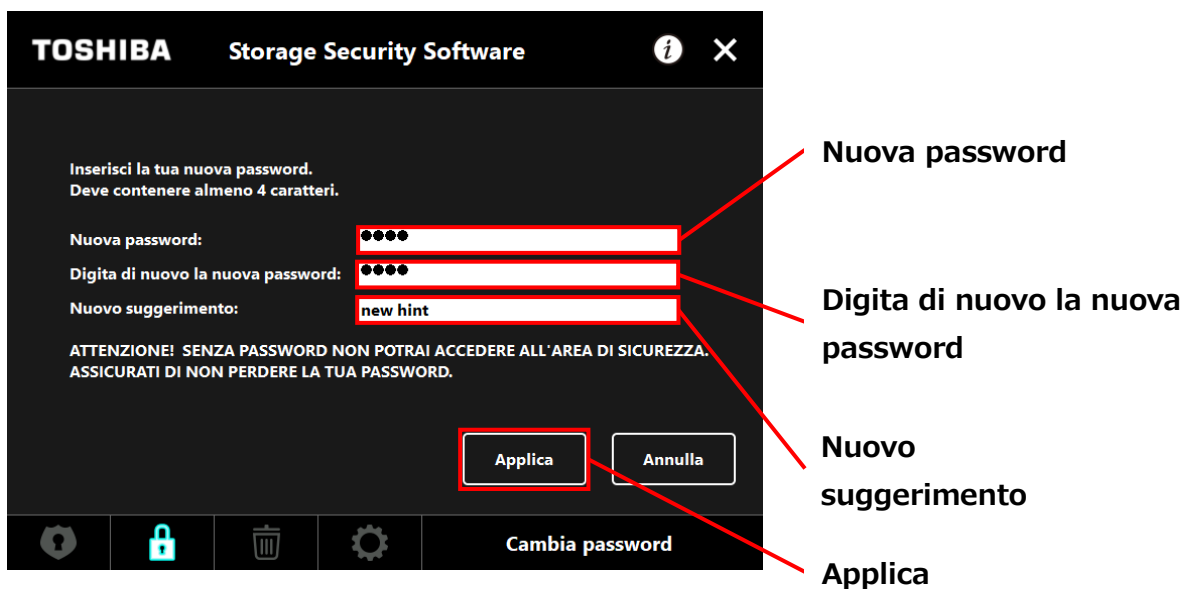 TOSHIBA Storage Security Software
Inserisci la tua nuova password.
Deve contenere almeno 4 caratteri.
Nuova password: ●●●●
Digita di nuovo la nuova password: ●●●●
Nuovo suggerimento: new hint
ATTENZIONE! SENZA PASSWORD NON POTRAI ACCEDERE ALL'AREA DI SICUREZZA.
ASSICURATI DI NON PERDERE LA TUA PASSWORD.
Applica Annulla
Cambia password
Nuova password
Digita di nuovo la nuova
password
Nuovo
suggerimento
Applica